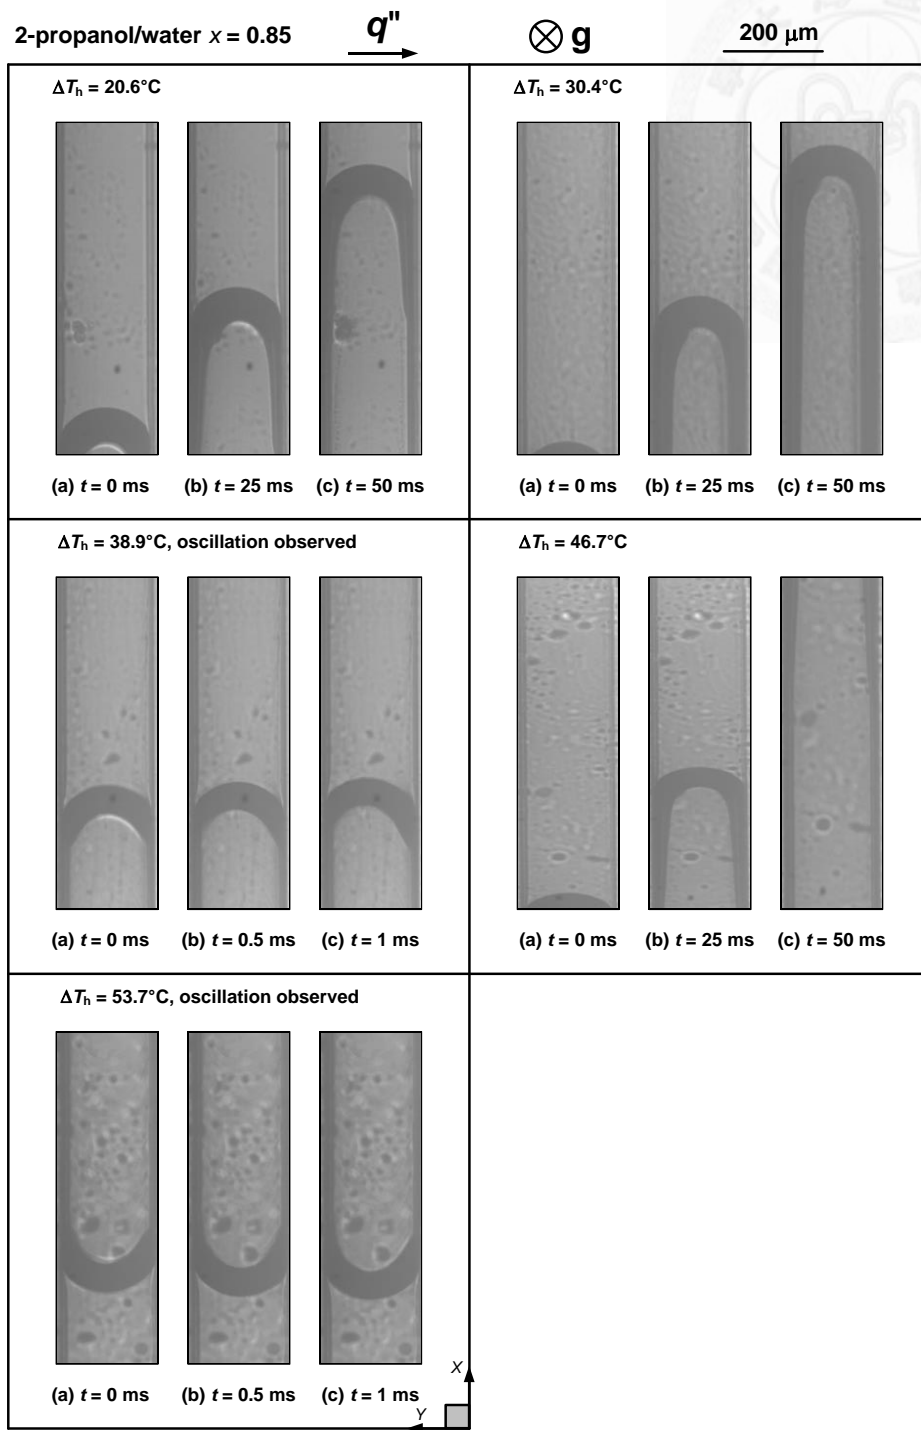 2-propanol/water x = 0.85
q"
g
200 μm
ΔTh = 20.6°C
(a) t = 0 ms (b) t = 25 ms (c) t = 50 ms
ΔTh = 30.4°C
(a) t = 0 ms (b) t = 25 ms (c) t = 50 ms
ΔTh = 38.9°C, oscillation observed
(a) t = 0 ms (b) t = 0.5 ms (c) t = 1 ms
ΔTh = 46.7°C
(a) t = 0 ms (b) t = 25 ms (c) t = 50 ms
ΔTh = 53.7°C, oscillation observed
(a) t = 0 ms (b) t = 0.5 ms (c) t = 1 ms
X
Y